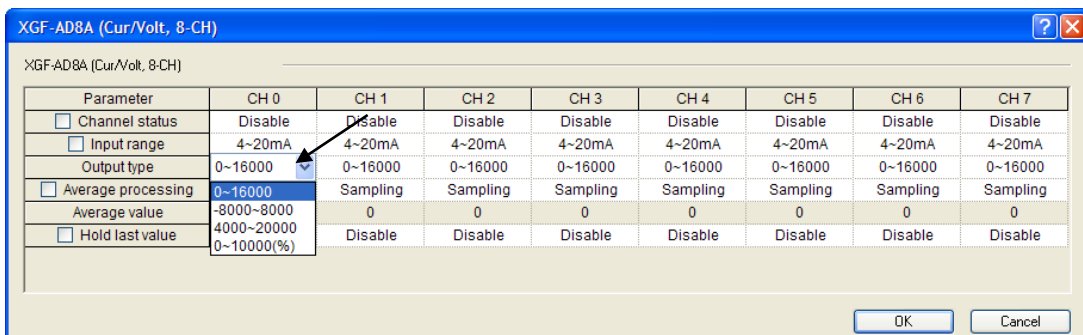 XGF-AD8A (Cur/Volt, 8-CH)
XGF-AD8A (Cur/Volt, 8-CH)
Parameter CH 0 CH 1 CH 2 CH 3 CH 4 CH 5 CH 6 CH 7
Channel status Disable Disable Disable Disable Disable Disable Disable Disable
Input range 4~20mA 4~20mA 4~20mA 4~20mA 4~20mA 4~20mA 4~20mA 4~20mA
Output type 0~16000 0~16000 0~16000 0~16000 0~16000 0~16000 0~16000 0~16000
Average processing 0~16000 Sampling Sampling Sampling Sampling Sampling Sampling Sampling
Average value -8000~8000 0 0 0 0 0 0 0
4000~20000
Hold last value 0~10000(%) Disable Disable Disable Disable Disable Disable Disable
OK Cancel